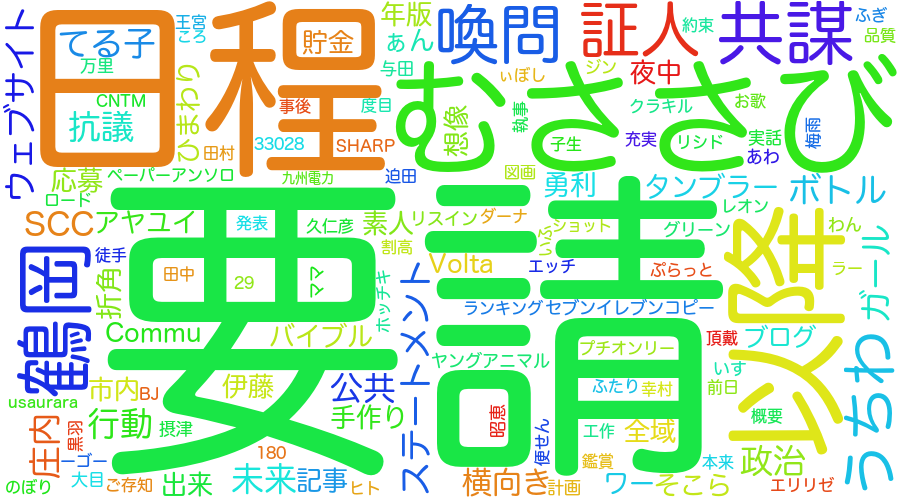 日程
喚問
証人
共謀
ふぎ
王宮
ころ
年版
ぁん
約束
品質
てる子
貯金
万里
与田
ぃぼし
ジン
夜中
ウェブサイト
CNTM
抗議
ひまわり
事後
度目
むささび
クラキル
お歌
33028
SHARP
想像
執事
子生
充実
リシド
実話
梅雨
あわ
田村
九州電力
迫田
図画
応募
ペーパーアンソロ
勇利
タンブラー
ボトル
ロード
SCC
アヤユイ
発表
久仁彦
素人
リスイン
ダーナ
ショット
レオン
わん
グリーン
要請
以降
鶴岡
徒手
割高
いぶ
ガール
田中
29
ママ
ホッチキ
Volta
エッチ
ぷらっと
ラー
折角
Commu
バイブル
ランキング
セブンイレブンコピー
ステートメント
頂戴
ブログ
プチオンリー
ヤングアニマル
うちわ
市内
BJ
伊藤
公共
いす
ふたり
幸村
前日
usaurara
行動
摂津
手作り
昭恵
概要
庄内
黒羽
便せん
工作
全域
政治
ーゴー
180
鑑賞
本来
大目
ご存知
出来
未来
記事
ヒト
横向き
計画
ワー
そこら
エリリゼ
のぼり